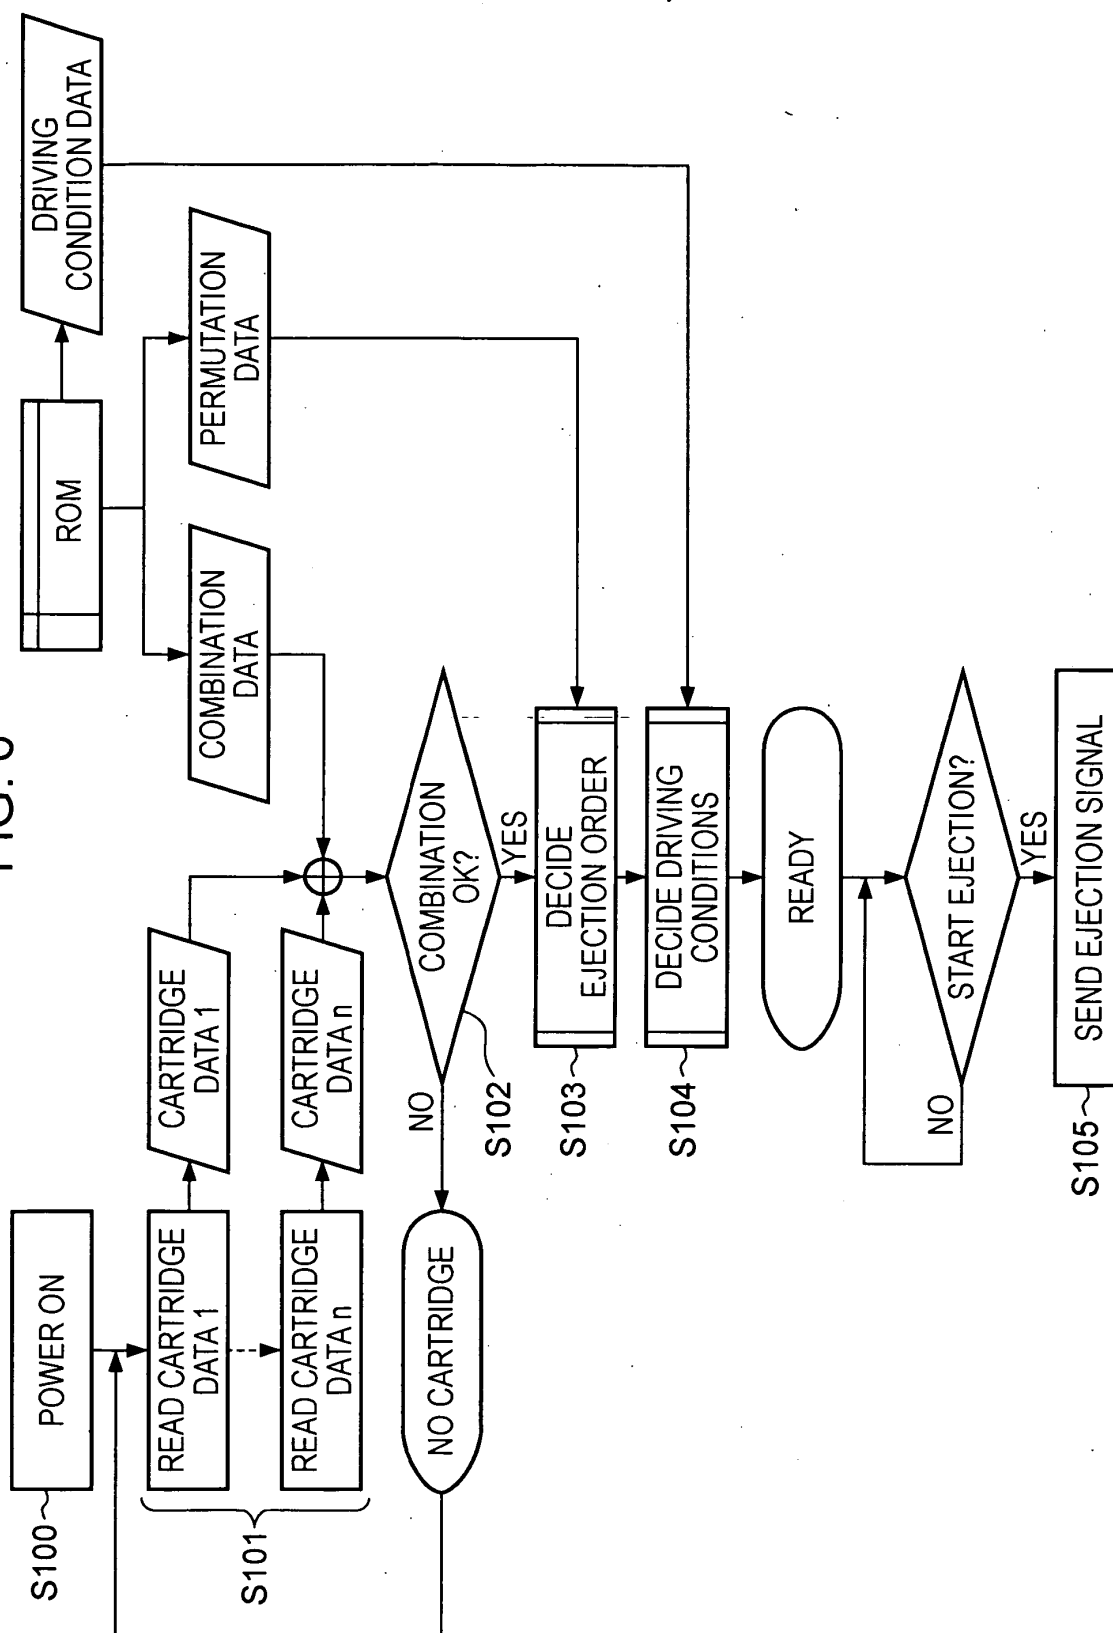 FIG.
S100
POWER ON
ROM
DRIVING
CONDITION DATA
S101
READ CARTRIDGE
DATA 1
CARTRIDGE
DATA 1
COMBINATION
DATA
PERMUTATION
DATA
READ CARTRIDGE
DATA n
CARTRIDGE
DATA n
NO CARTRIDGE
NO
COMBINATION
OK?
S102
YES
S103
DECIDE
EJECTION ORDER
S104
DECIDE DRIVING
CONDITIONS
READY
START EJECTION?
NO
YES
S105
SEND EJECTION SIGNAL